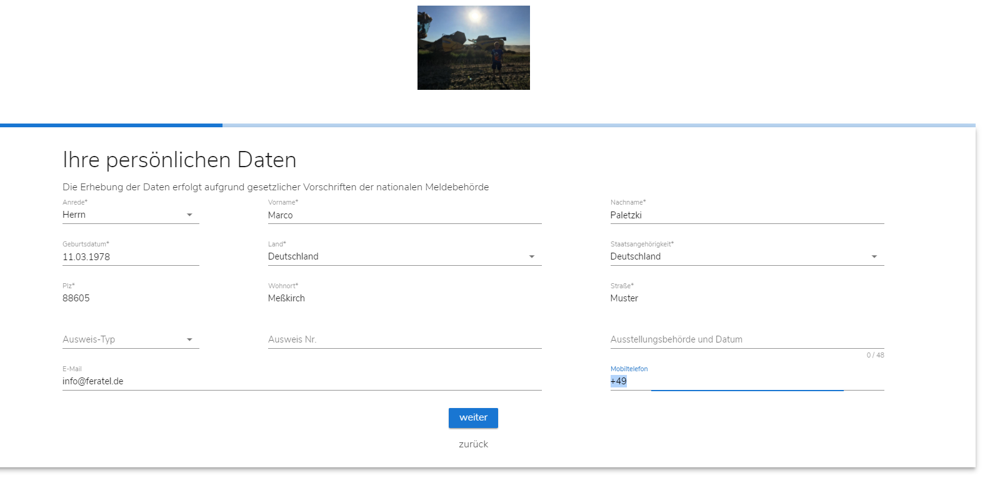 Ihre persönlichen Daten
Die Erhebung der Daten erfolgt aufgrund gesetzlicher Vorschriften der nationalen Meldebehörde
Anrede* Vorname* Nachname*
Herrn Marco Paletzki
Geburtsdatum* Land* Staatsangehörigkeit*
11.03.1978 Deutschland Deutschland
Plz* Wohnort* Straße*
88605 Meßkirch Muster
Ausweis-Typ Ausweis Nr. Ausstellungsbehörde und Datum
0 / 48
E-Mail Mobiltelefon
info@feratel.de +49
weiter
zurück